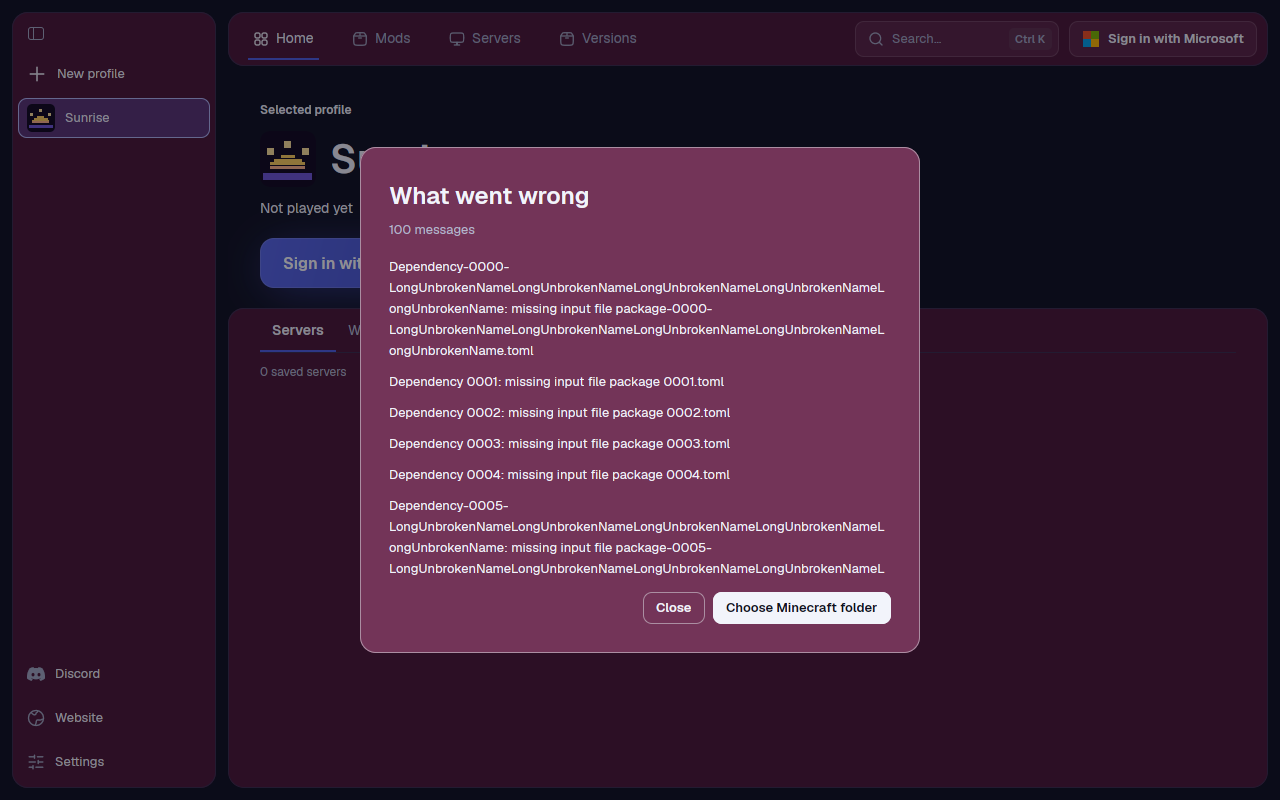 Home
Mods
Servers
Versions
Search...
Ctrl K
Sign in with Microsoft
New profile
Sunrise
Selected profile
Not played yet
Sign in
Servers
0 saved servers
What went wrong
100 messages
Dependency-0000-
LongUnbrokenNameLongUnbrokenNameLongUnbrokenNameLongUnbrokenNameL
ongUnbrokenName: missing input file package-0000-
LongUnbrokenNameLongUnbrokenNameLongUnbrokenNameLongUnbrokenNameL
ongUnbrokenName.toml
Dependency 0001: missing input file package 0001.toml
Dependency 0002: missing input file package 0002.toml
Dependency 0003: missing input file package 0003.toml
Dependency 0004: missing input file package 0004.toml
Dependency-0005-
LongUnbrokenNameLongUnbrokenNameLongUnbrokenNameLongUnbrokenNameL
ongUnbrokenName: missing input file package-0005-
LongUnbrokenNameLongUnbrokenNameLongUnbrokenNameLongUnbrokenNameL
Close
Choose Minecraft folder
Discord
Website
Settings